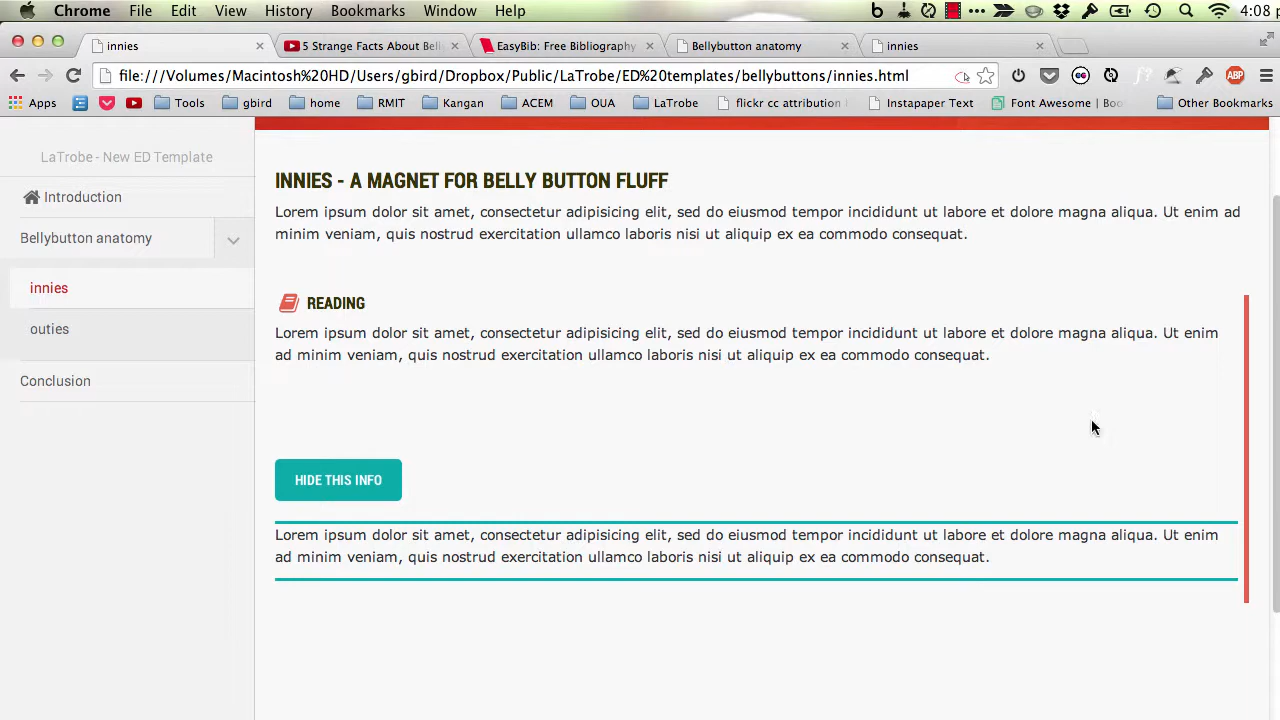 Chrome File Edit View History Bookmarks Window Help 4:08
innies 5 Strange Facts About Bell EasyBib: Free Bibliography Bellybutton anatomy innies
file:///Volumes/Macintosh%20HD/Users/gbird/Dropbox/Public/LaTrobe/ED%20templates/bellybuttons/innies.html ABP
Apps Tools gbird home RMIT Kangan ACEM OUA LaTrobe flickr cc attribution Instapaper Text Font Awesome | Boo Other Bookmarks
LaTrobe - New ED Template
Introduction
Bellybutton anatomy
innies
outies
Conclusion
INNIES - A MAGNET FOR BELLY BUTTON FLUFF
Lorem ipsum dolor sit amet, consectetur adipisicing elit, sed do eiusmod tempor incididunt ut labore et dolore magna aliqua. Ut enim ad
minim veniam, quis nostrud exercitation ullamco laboris nisi ut aliquip ex ea commodo consequat.
READING
Lorem ipsum dolor sit amet, consectetur adipisicing elit, sed do eiusmod tempor incididunt ut labore et dolore magna aliqua. Ut enim
ad minim veniam, quis nostrud exercitation ullamco laboris nisi ut aliquip ex ea commodo consequat.
HIDE THIS INFO
Lorem ipsum dolor sit amet, consectetur adipisicing elit, sed do eiusmod tempor incididunt ut labore et dolore magna aliqua. Ut enim
ad minim veniam, quis nostrud exercitation ullamco laboris nisi ut aliquip ex ea commodo consequat.